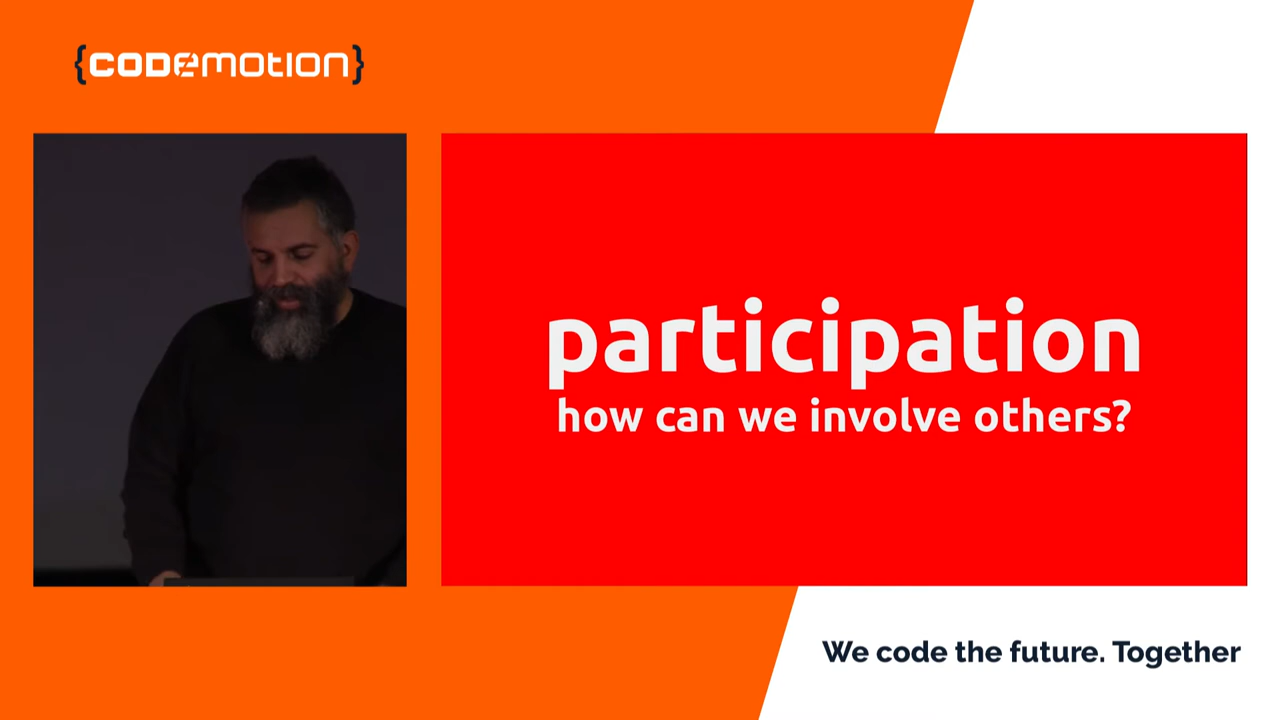 {codemotion}
participation
how can we involve others?
We code the future. Together